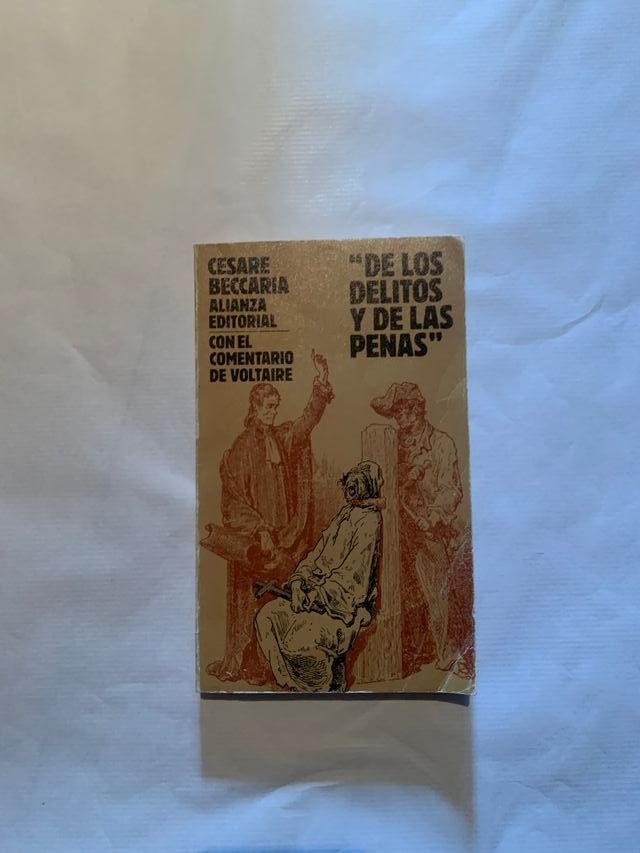 CESARE
BECCARIA
ALIANZA
EDITORIAL
CON EL
COMENTARIO
DE VOLTAIRE
"DE LOS
DELITOS
Y DE LAS
PENAS"